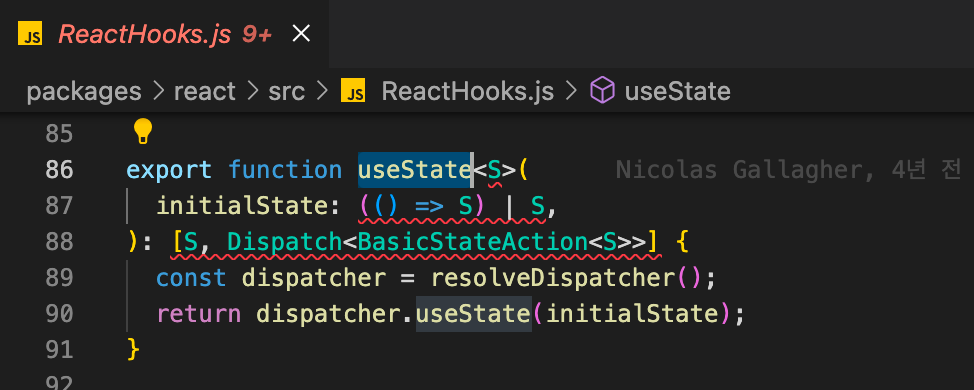 JS ReactHooks.js 9+
packages > react > src > JS ReactHooks.js > useState
85
86 export function useState<S>( Nicolas Gallagher, 4년 전
87 initialState: (() => S) | S,
88 ): [S, Dispatch<BasicStateAction<S>>] {
89 const dispatcher = resolveDispatcher();
90 return dispatcher.useState(initialState);
91 }
92